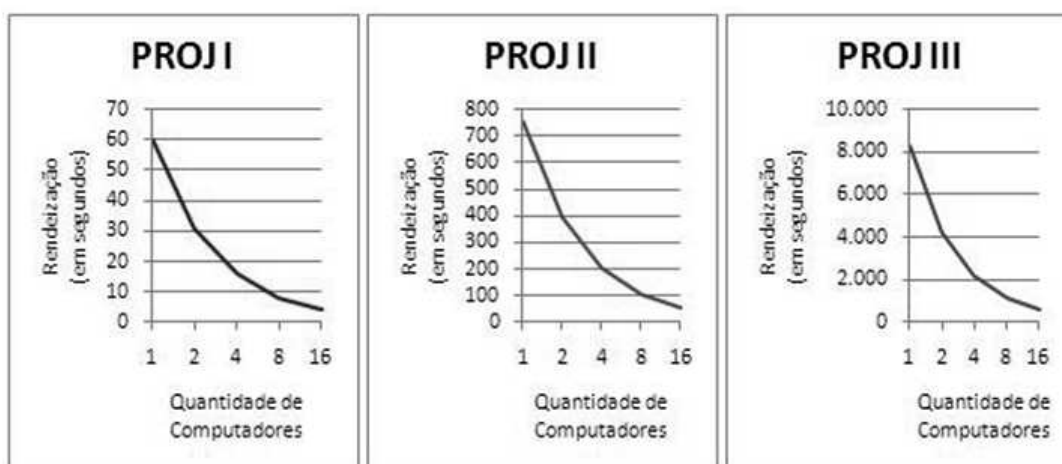 PROJ I
70
60
50
40
30
20
10
0
Rendeização
(em segundos)
1 2 4 8 16
Quantidade de
Computadores
PROJ II
800
700
600
500
400
300
200
100
0
Rendeização
(em segundos)
1 2 4 8 16
Quantidade de
Computadores
PROJ III
10.000
8.000
6.000
4.000
2.000
0
Rendeização
(em segundos)
1 2 4 8 16
Quantidade de
Computadores